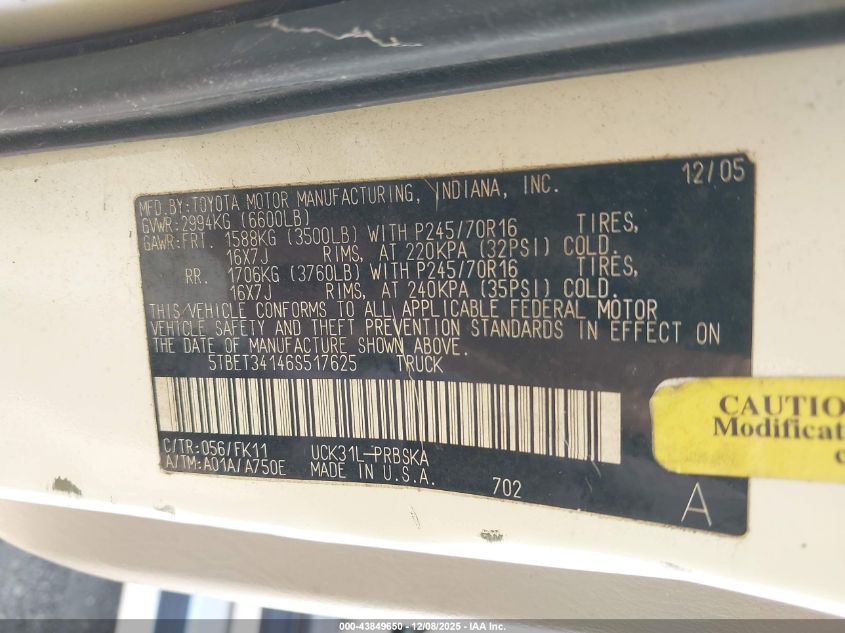 12/05
MFD.BY:TOYOTA MOTOR MANUFACTURING, INDIANA, INC.
GVWR:2994KG (6600LB)
GAWR:FRT. 1588KG (3500LB) WITH P245/70R16 TIRES,
16X7J RIMS, AT 220KPA (32PSI) COLD.
RR. 1706KG (3760LB) WITH P245/70R16 TIRES,
16X7J RIMS, AT 240KPA (35PSI) COLD.
THIS VEHICLE CONFORMS TO ALL APPLICABLE FEDERAL MOTOR
VEHICLE SAFETY AND THEFT PREVENTION STANDARDS IN EFFECT ON
THE DATE OF MANUFACTURE SHOWN ABOVE.
5TBET34146S517625 TRUCK
C/TR:056/FK11 UCK31L-PRBSKA
A/TM:A01A/A750E MADE IN U.S.A.
702
A
CAUTIO
Modificat
000-43849650 - 12/08/2025 - IAA Inc.